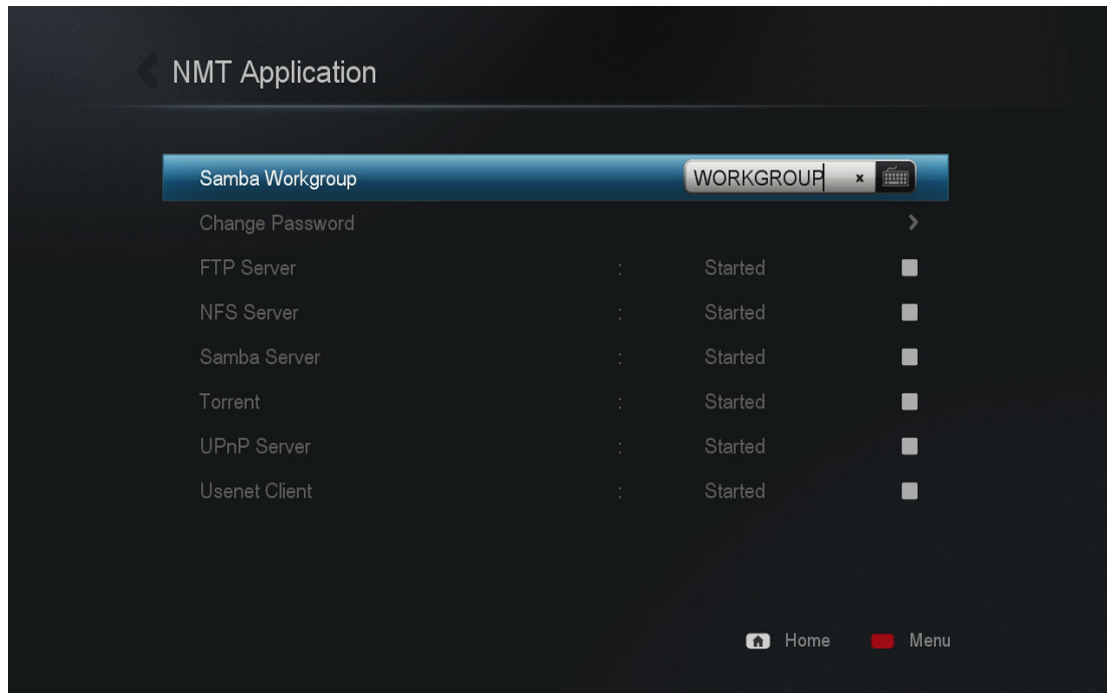 NMT Application
Samba Workgroup WORKGROUP x
Change Password
FTP Server : Started
NFS Server : Started
Samba Server : Started
Torrent : Started
UPnP Server : Started
Usenet Client : Started
Home Menu